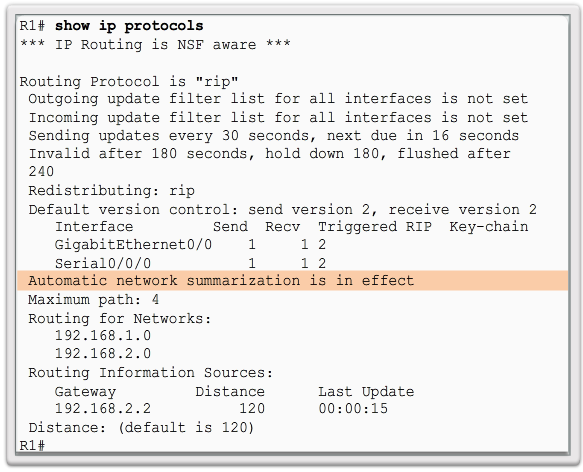 R1# show ip protocols
*** IP Routing is NSF aware ***
Routing Protocol is "rip"
Outgoing update filter list for all interfaces is not set
Incoming update filter list for all interfaces is not set
Sending updates every 30 seconds, next due in 16 seconds
Invalid after 180 seconds, hold down 180, flushed after
240
Redistributing: rip
Default version control: send version 2, receive version 2
Interface Send Recv Triggered RIP Key-chain
GigabitEthernet0/0 1 1 2
Serial0/0/0 1 1 2
Automatic network summarization is in effect
Maximum path: 4
Routing for Networks:
192.168.1.0
192.168.2.0
Routing Information Sources:
Gateway Distance Last Update
192.168.2.2 120 00:00:15
Distance: (default is 120)
R1#